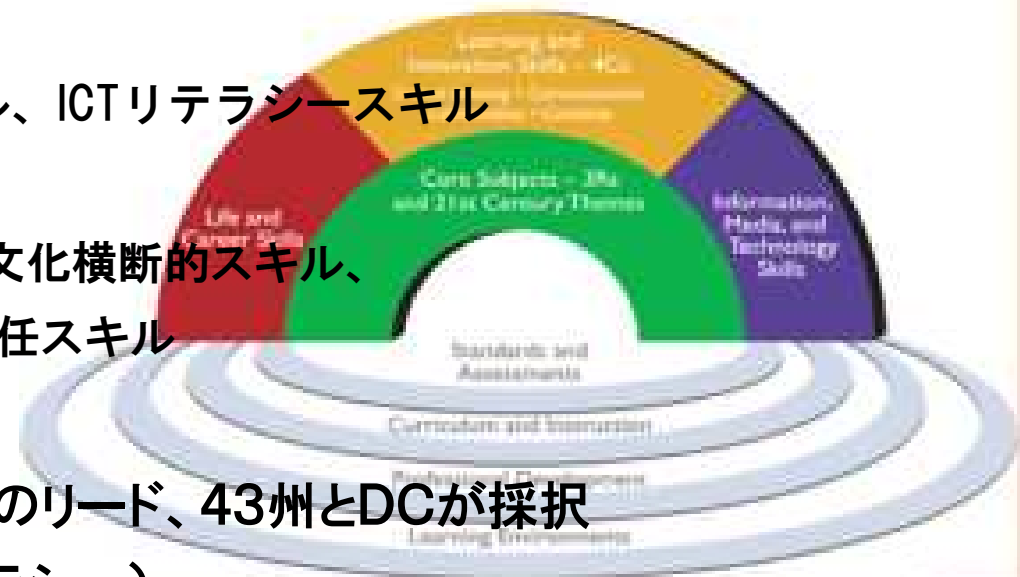 Learning and
Innovation Skills – 4Cs
、ICTリテラシースキル
Core Subjects – 3Rs
and 21st Century Themes
Life and
Career Skills
Information,
Media, and
Technology
Skills
文化横断的スキル、
任スキル
Standards and
Assessments
Curriculum and Instruction
Professional Development
のリード、43州とDCが採択
Learning Environments